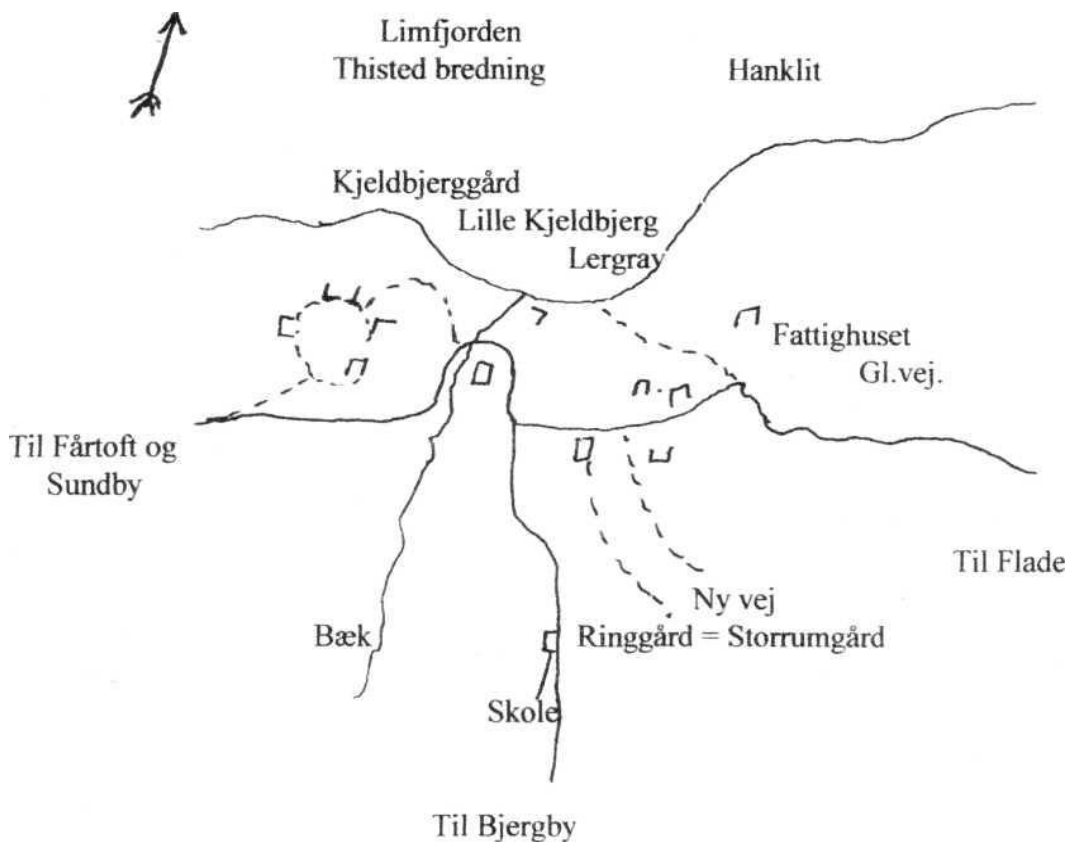 Limfjorden
Thisted bredning
Hanklit
Kjeldbjerggård
Lille Kjeldbjerg
Lergrav
Fattighuset
Gl.vej.
Til Fårtoft og
Sundby
Til Flade
Ny vej
Bæk
Ringgård = Storrumgård
Skole
Til Bjergby